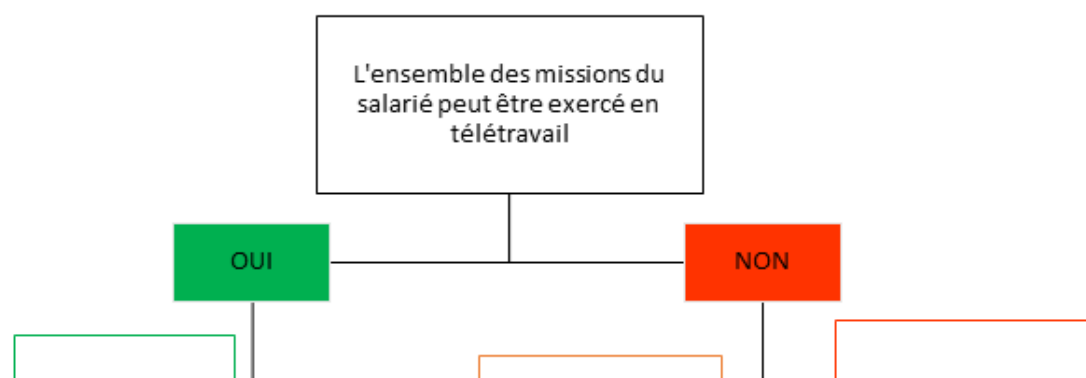 L'ensemble des missions du
salarié peut être exercé en
télétravail
OUI
NON